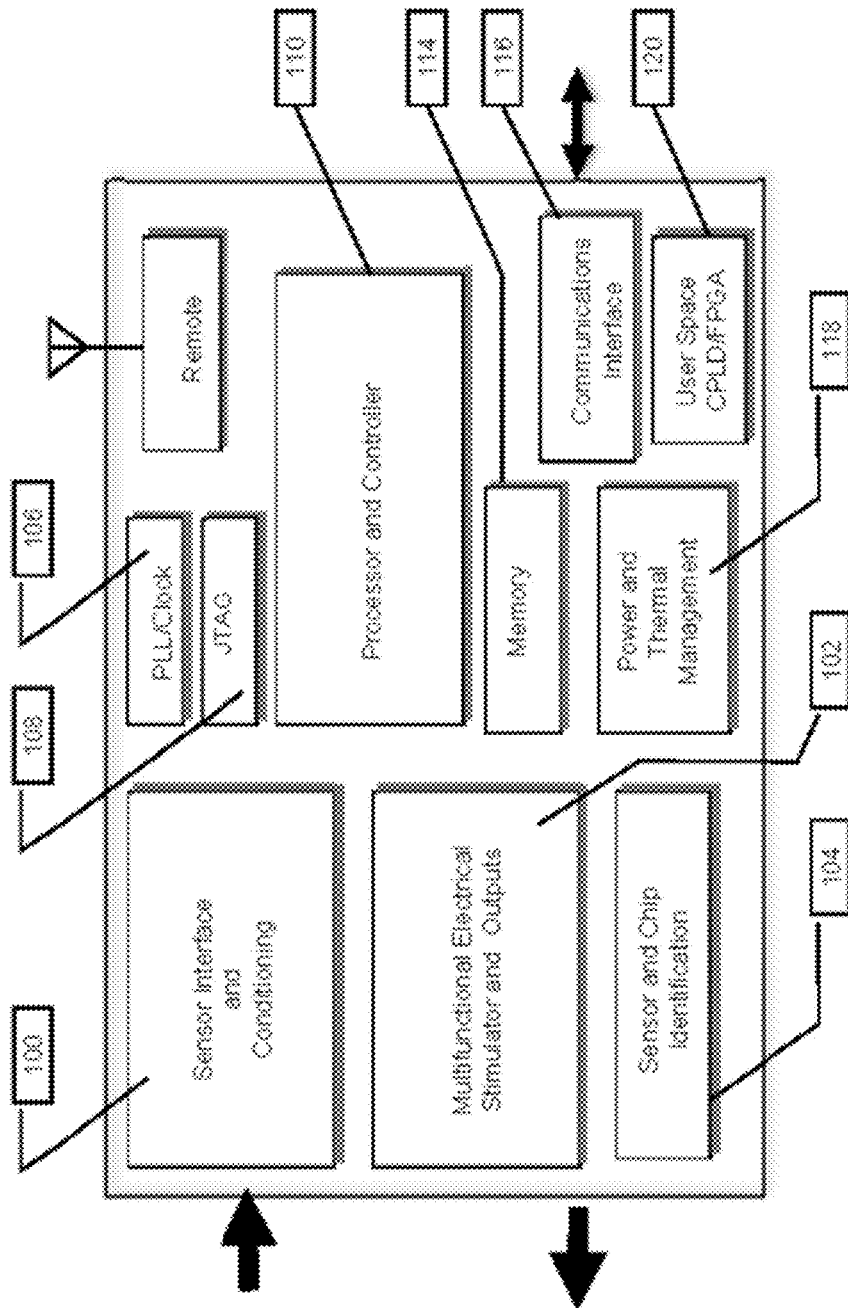 100
108
106
Sensor Interface
and
Conditioning
PLL/Clock
JTAG
Remote
Processor and Controller
110
Multifunctional Electrical
Stimulator and Outputs
Memory
114
Communications
Interface
116
Sensor and Chip
Identification
Power and
Thermal
Management
User Space
CPLD/FPGA
120
104
102
118